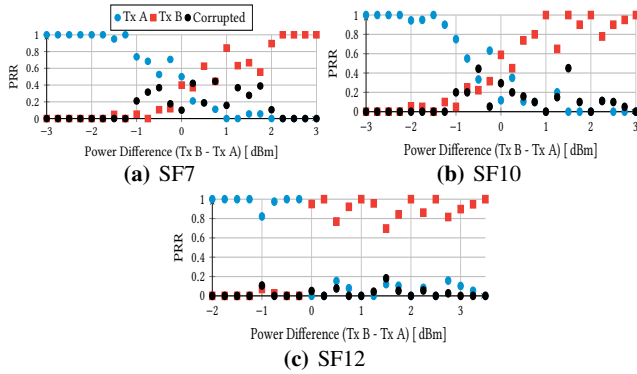 Tx A Tx B Corrupted
PRR
1
0.8
0.6
0.4
0.2
0
−3 −2 −1 0 1 2 3
Power Difference (Tx B - Tx A) [ dBm]
(a) SF7
PRR
1
0.8
0.6
0.4
0.2
0
−3 −2 −1 0 1 2 3
Power Difference (Tx B - Tx A) [ dBm]
(b) SF10
PRR
1
0.8
0.6
0.4
0.2
0
−2 −1 0 1 2 3
Power Difference (Tx B - Tx A) [ dBm]
(c) SF12